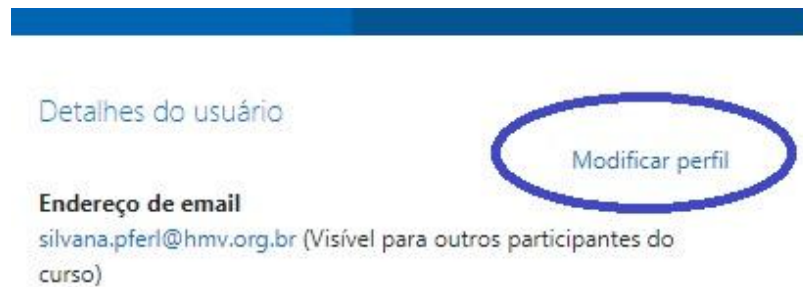 Detalhes do usuário
Modificar perfil
Endereço de email
silvana.pferl@hmv.org.br (Visível para outros participantes do
curso)